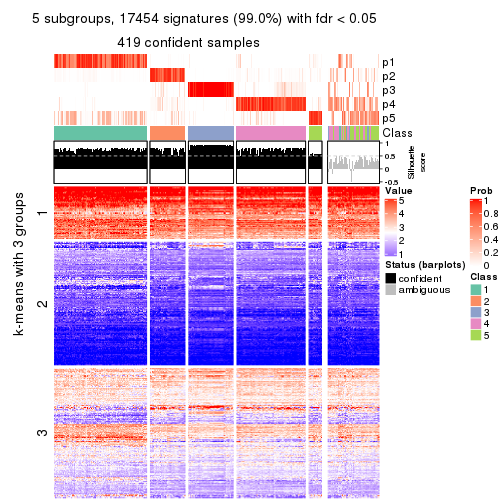 5 subgroups, 17454 signatures (99.0%) with fdr < 0.05
419 confident samples
p1
p2
p3
p4
p5
Class
1
0.5
0
-0.5
Silhouette
score
k-means with 3 groups
1
2
3
Value
5
4
3
2
1
Status (barplots)
confident
ambiguous
Prob
1
0.8
0.6
0.4
0.2
0
Class
1
2
3
4
5